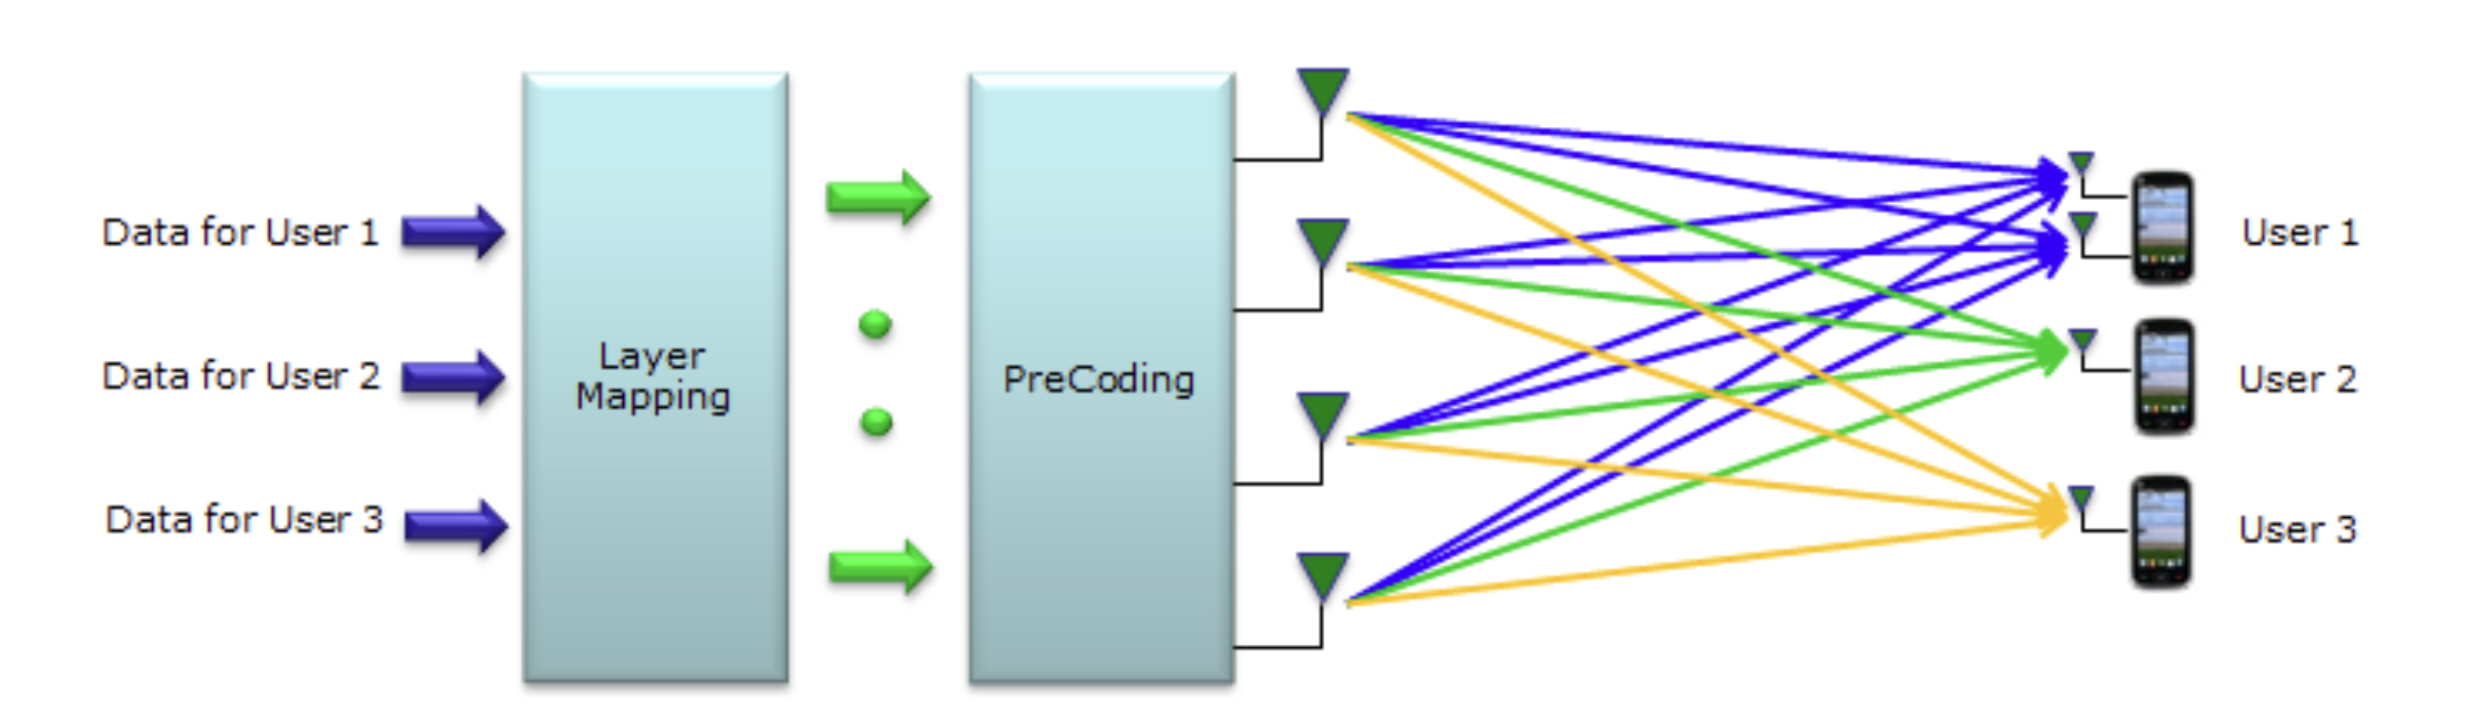 Data for User 1
Data for User 2
Data for User 3
Layer
Mapping
PreCoding
User 1
User 2
User 3